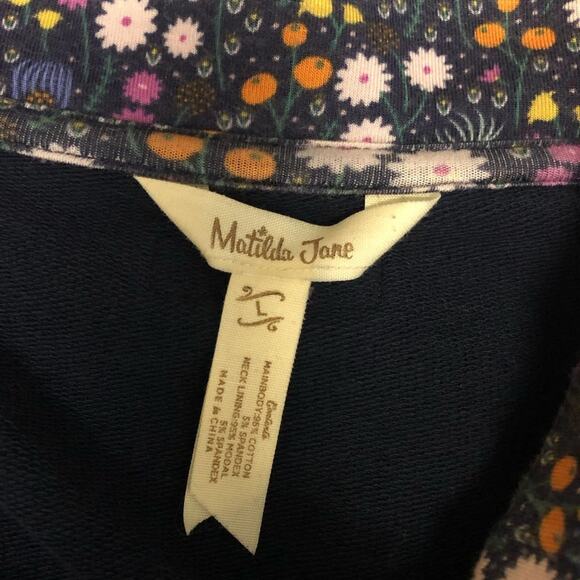 Matilda Jane
L
Contents
MAINBODY:95% COTTON
5% SPANDEX
NECK LINING:95% MODAL
5% SPANDEX
MADE in CHINA